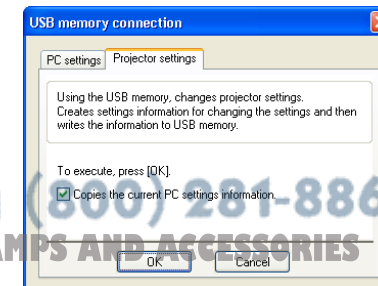 USB memory connection
PC settings Projector settings
Using the USB memory, changes projector settings.
Creates settings information for changing the settings and then
writes the information to USB memory.
To execute, press [OK].
Copies the current PC settings information.
(800) 281-886
AMPS AND ACCESSORIES
OK Cancel